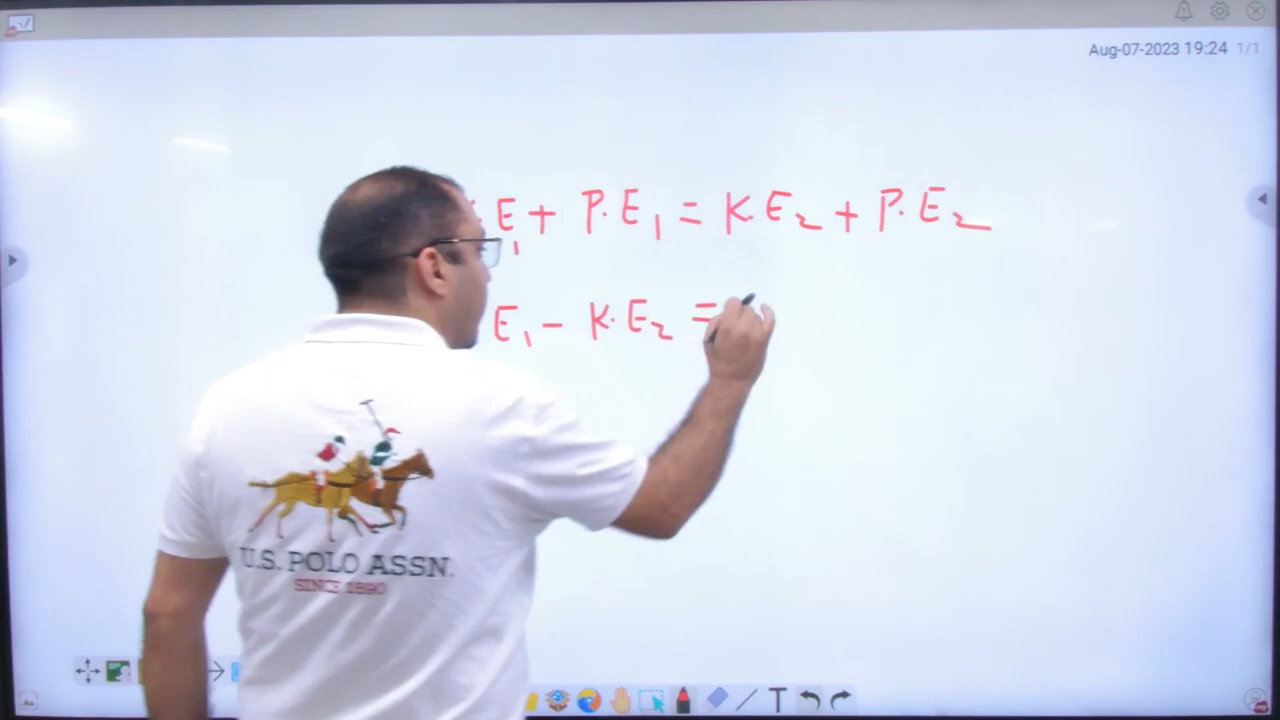 Aug-07-2023 19:24 1/1
. E₁ + P.E₁ = K.E₂ + P.E₂
E₁ - K.E₂ =
U.S. POLO ASSN.
SINCE 1890
T